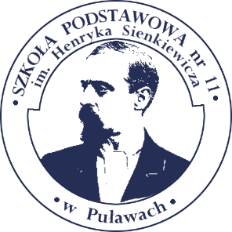 SZKOŁA PODSTAWOWA nr 11
im. Henryka Sienkiewicza
w Puławach